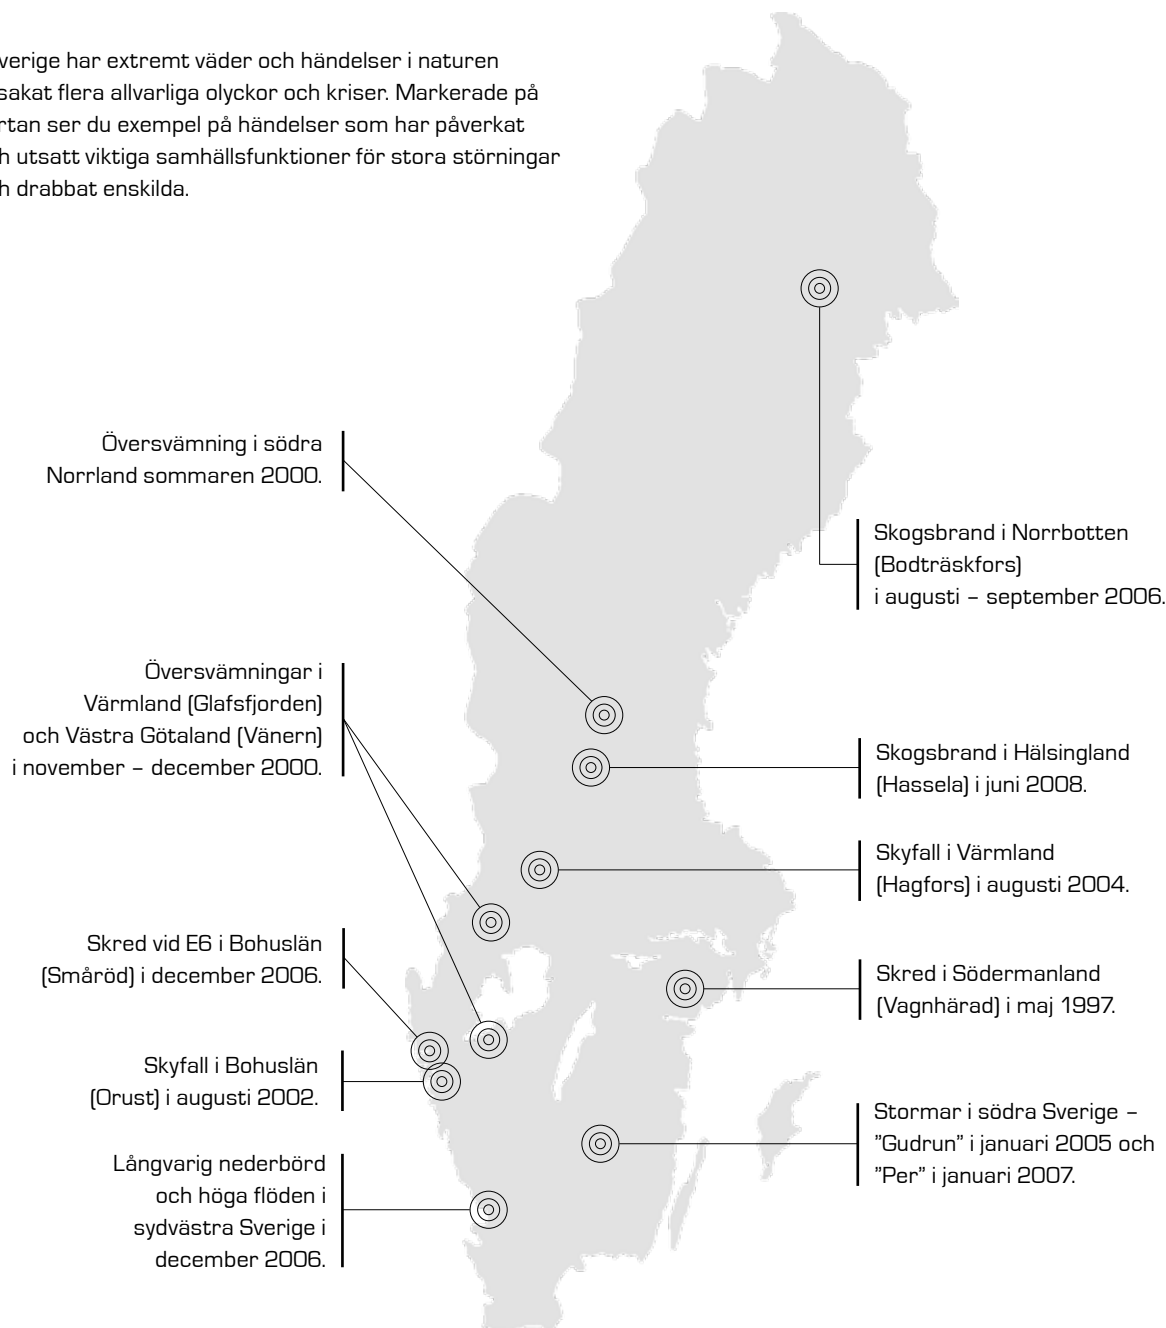 verige har extremt väder och händelser i naturen
sakat flera allvarliga olyckor och kriser. Markerade på
rtan ser du exempel på händelser som har påverkat
h utsatt viktiga samhällsfunktioner för stora störningar
h drabbat enskilda.
Översvämning i södra
Norrland sommaren 2000.
Skogsbrand i Norrbotten
(Bodträskfors)
i augusti – september 2006.
Översvämningar i
Värmland (Glafsfjorden)
och Västra Götaland (Vänern)
i november – december 2000.
Skogsbrand i Hälsingland
(Hassela) i juni 2008.
Skyfall i Värmland
(Hagfors) i augusti 2004.
Skred vid E6 i Bohuslän
(Småröd) i december 2006.
Skred i Södermanland
(Vagnhärad) i maj 1997.
Skyfall i Bohuslän
(Orust) i augusti 2002.
Stormar i södra Sverige –
”Gudrun” i januari 2005 och
”Per” i januari 2007.
Långvarig nederbörd
och höga flöden i
sydvästra Sverige i
december 2006.